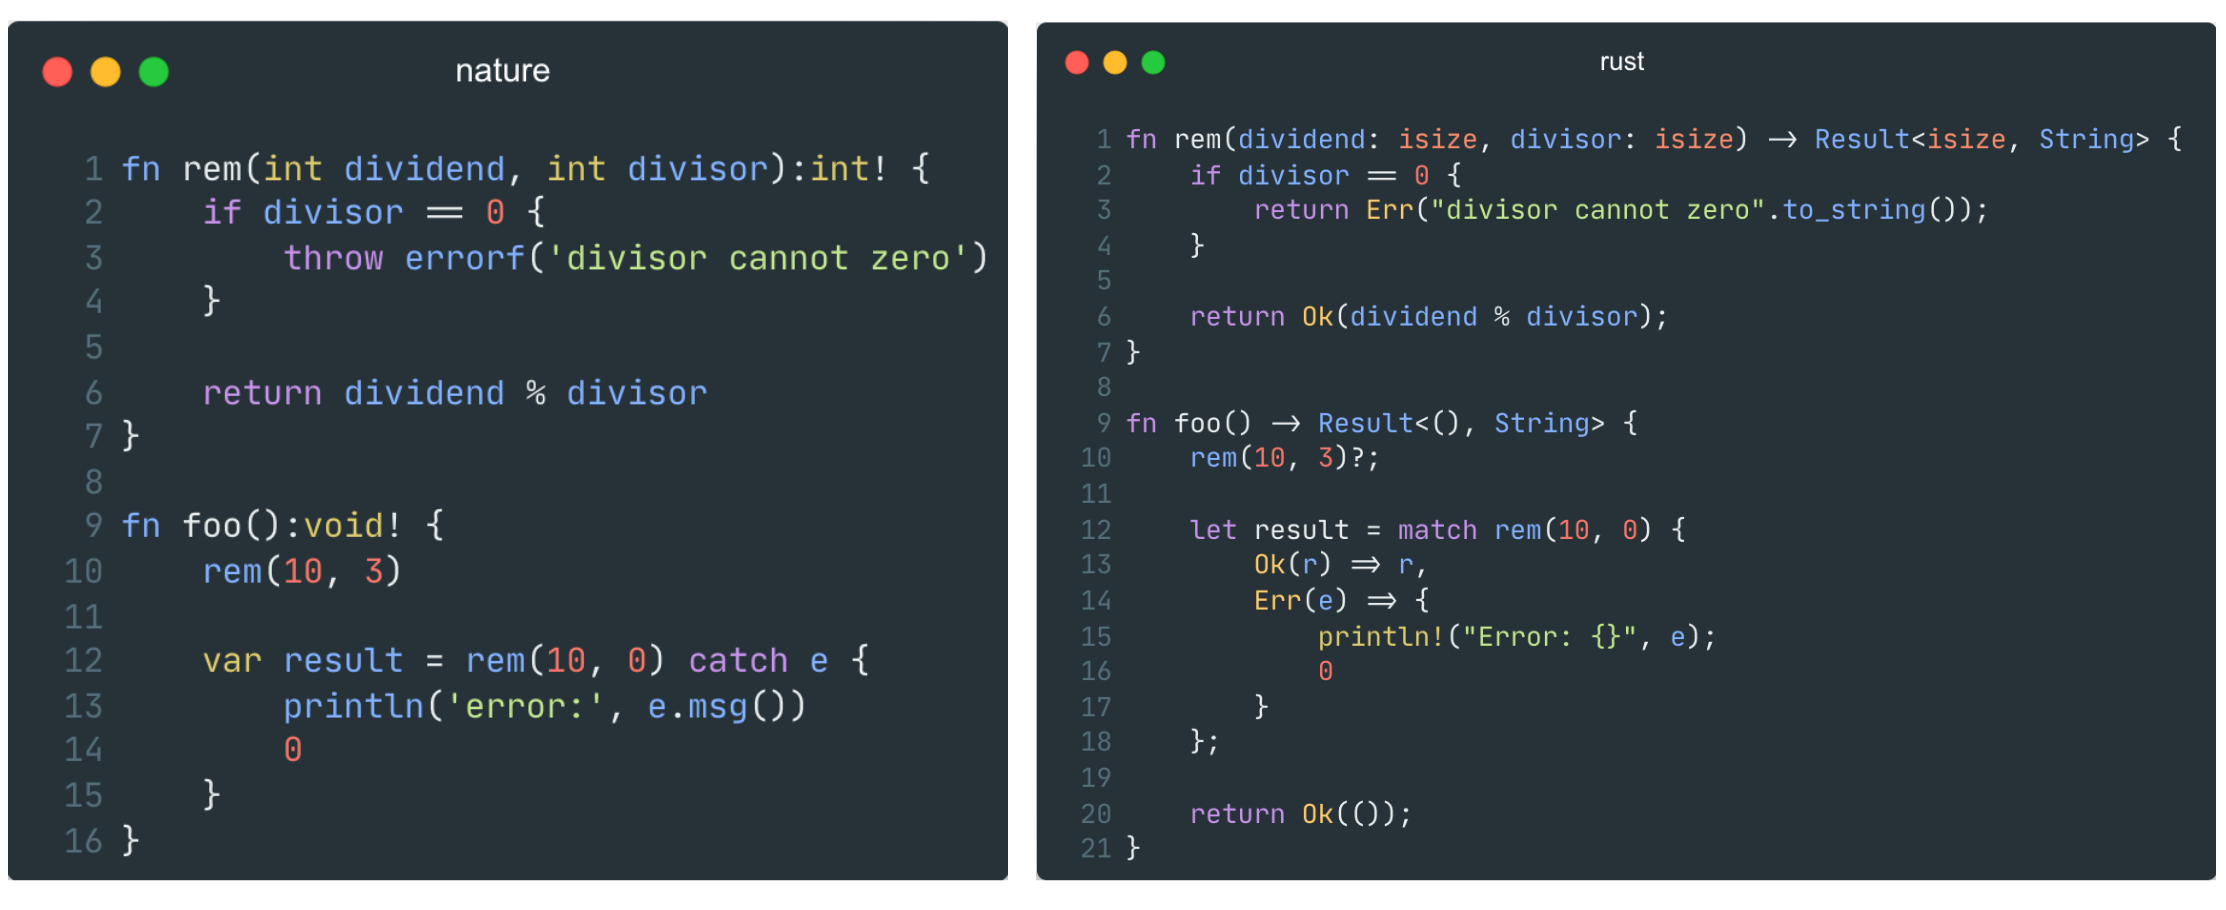 nature
1 fn rem(int dividend, int divisor):int! {
2     if divisor == 0 {
3         throw errorf('divisor cannot zero')
4     }
5
6     return dividend % divisor
7 }
8
9 fn foo():void! {
10     rem(10, 3)
11
12     var result = rem(10, 0) catch e {
13         println('error:', e.msg())
14         0
15     }
16 }
rust
1 fn rem(dividend: isize, divisor: isize) -> Result<isize, String> {
2     if divisor == 0 {
3         return Err("divisor cannot zero".to_string());
4     }
5
6     return Ok(dividend % divisor);
7 }
8
9 fn foo() -> Result<(), String> {
10     rem(10, 3)?;
11
12     let result = match rem(10, 0) {
13         Ok(r) => r,
14         Err(e) => {
15             println!("Error: {}", e);
16             0
17         }
18     };
19
20     return Ok(());
21 }